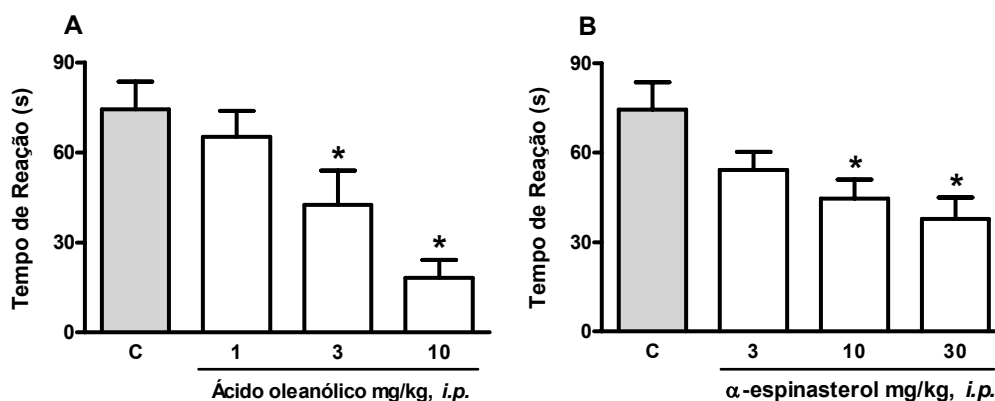 A
Tempo de Reação (s)
90
60
30
0
*
*
C 1 3 10
Ácido oleanólico mg/kg, i.p.
B
Tempo de Reação (s)
90
60
30
0
*
*
C 3 10 30
α-espinasterol mg/kg, i.p.